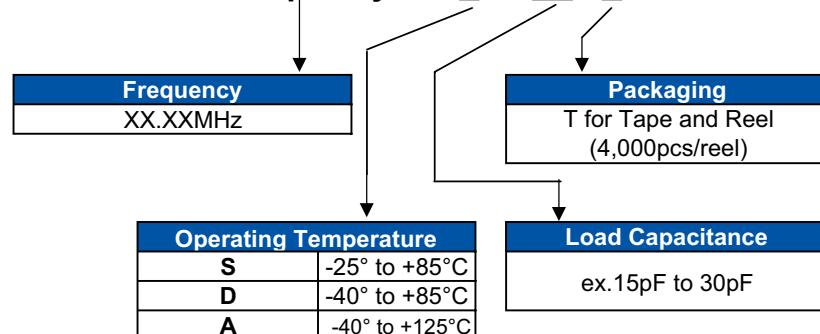 Frequency
XX.XXMHz
Packaging
T for Tape and Reel
(4,000pcs/reel)
Operating Temperature
S -25° to +85°C
D -40° to +85°C
A -40° to +125°C
Load Capacitance
ex.15pF to 30pF